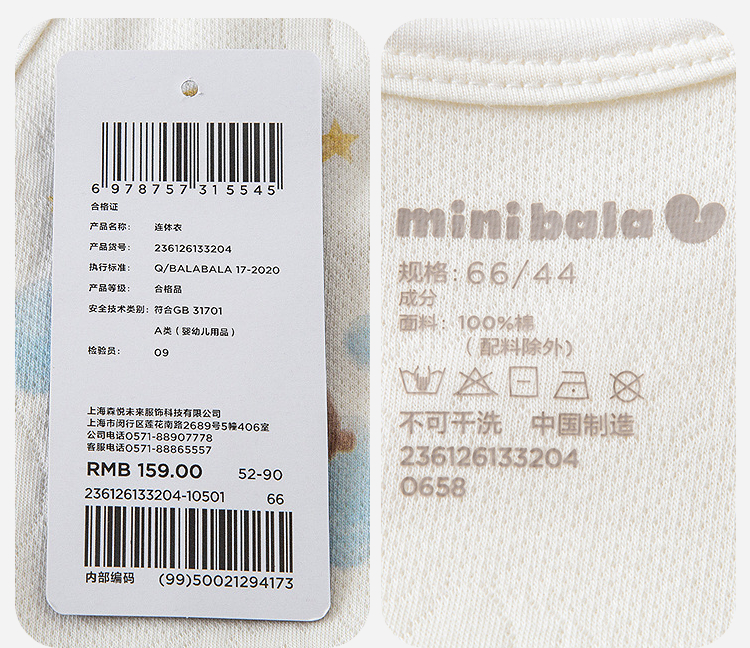 6 978757 315545
合格证
产品名称: 连体衣
产品货号: 236126133204
执行标准: Q/BALABALA 17-2020
产品等级: 合格品
安全技术类别: 符合GB 31701
A类 (婴幼儿用品)
检验员: 09
上海森悦未来服饰科技有限公司
上海市闵行区莲花南路2689号5幢406室
公司电话0571-88907778
客服电话0571-88865557
RMB 159.00 52-90
236126133204-10501 66
内部编码 (99)50021294173
mini bala
规格: 66/44
成分
面料: 100%棉
(配料除外)
不可干洗 中国制造
236126133204
0658